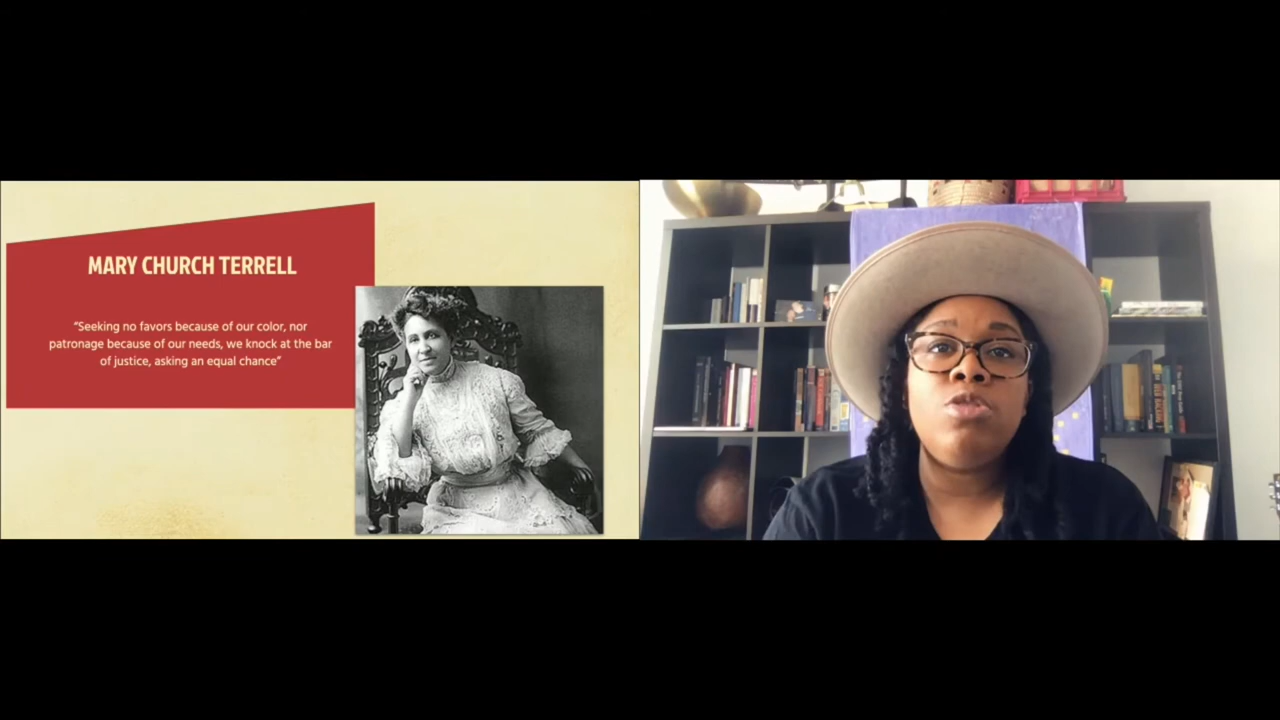 MARY CHURCH TERRELL
“Seeking no favors because of our color, nor
patronage because of our needs, we knock at the bar
of justice, asking an equal chance”